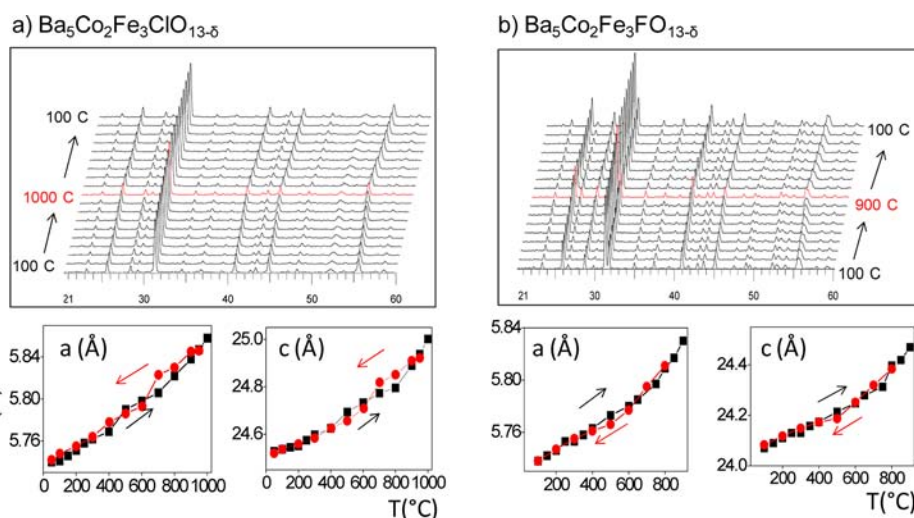 a) Ba₅Co₂Fe₃ClO₁₃₋δ
100 C
1000 C
100 C
21 30 40 50 60
b) Ba₅Co₂Fe₃FO₁₃₋δ
100 C
900 C
100 C
21 30 40 50 60
a (Å)
5.84
5.80
5.76
0 200 400 600 800 1000
c (Å)
25.0
24.8
24.6
0 200 400 600 800 1000
T(°C)
a (Å)
5.84
5.80
5.76
0 200 400 600 800
c (Å)
24.4
24.2
24.0
0 200 400 600 800
T(°C)